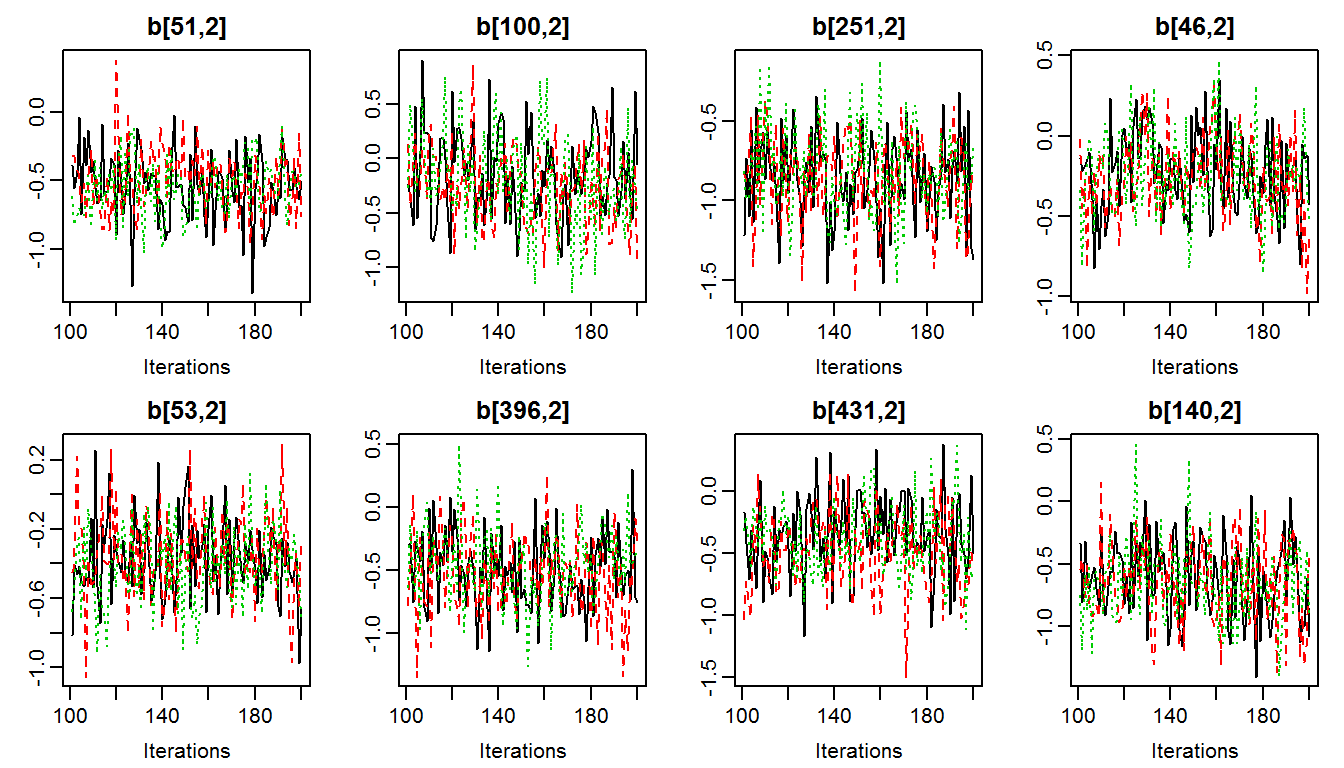 b[51,2] b[100,2] b[251,2] b[46,2]
0.0 0.5 -0.5 0.5
-0.5 0.0 -1.0 0.0
-1.0 -0.5 -1.5 -0.5
-1.0 -1.0
100 140 180 100 140 180 100 140 180 100 140 180
Iterations Iterations Iterations Iterations
b[53,2] b[396,2] b[431,2] b[140,2]
0.2 0.5 0.0 0.5
-0.2 0.0 -0.5 0.0
-0.6 -0.5 -1.0 -0.5
-1.0 -1.0 -1.5 -1.0
100 140 180 100 140 180 100 140 180 100 140 180
Iterations Iterations Iterations Iterations